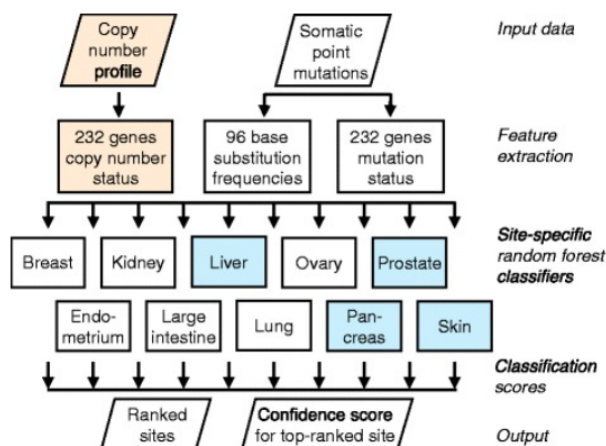 Copy
number
profile
Somatic
point
mutations
Input data
232 genes
copy number
status
96 base
substitution
frequencies
232 genes
mutation
status
Feature
extraction
Breast
Kidney
Liver
Ovary
Prostate
Site-specific
random forest
classifiers
Endo-
metrium
Large
intestine
Lung
Pan-
creas
Skin
Classification
scores
Ranked
sites
Confidence score
for top-ranked site
Output